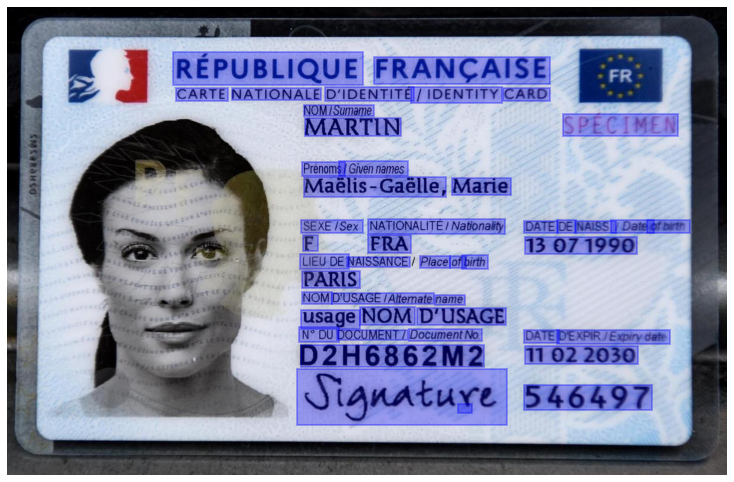 RÉPUBLIQUE FRANÇAISE
FR
CARTE NATIONALE D'IDENTITÉ / IDENTITY CARD
NOM / Surname
MARTIN
SPECIMEN
Prénoms / Given names
Maëlis-Gaëlle, Marie
SEXE / Sex NATIONALITÉ / Nationality DATE DE NAISS. / Date of birth
F FRA 13 07 1990
LIEU DE NAISSANCE / Place of birth
PARIS
NOM D'USAGE / Alternate name
usage NOM D'USAGE
N° DU DOCUMENT / Document No DATE D'EXPIR. / Expiry date
D2H6862M2 11 02 2030
Signature 546497